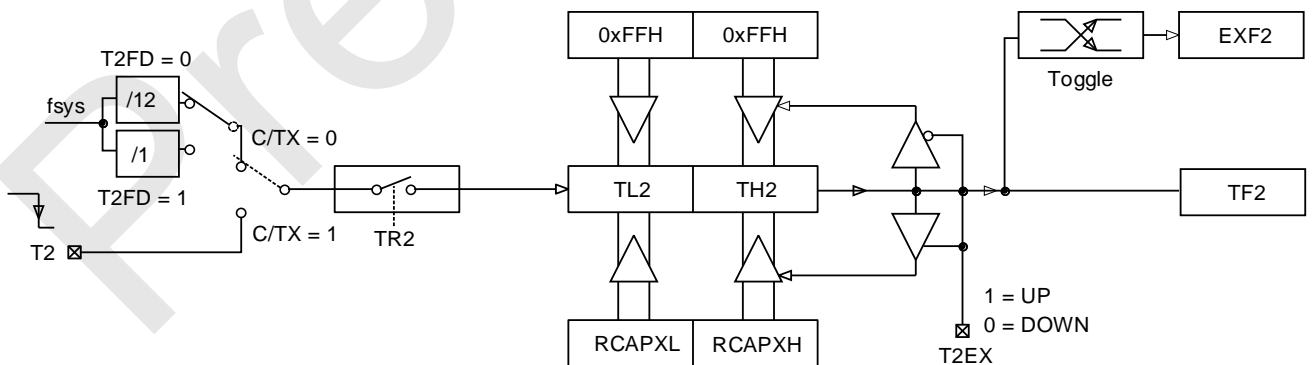 0xFFH 0xFFH
EXF2
Toggle
T2FD = 0
/12
fsys
C/TX = 0
/1
T2FD = 1
TL2 TH2
TF2
T2
C/TX = 1
TR2
1 = UP
0 = DOWN
RCAPXL RCAPXH
T2EX
Pre